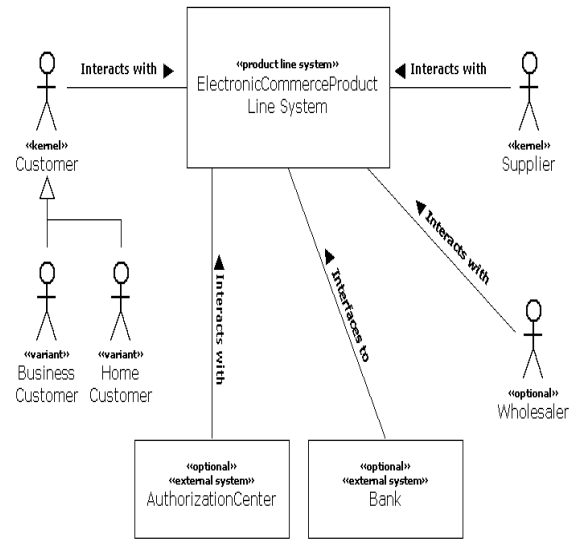 «product line system»
ElectronicCommerceProduct
Line System
Interacts with
Interacts with
«kernel»
Customer
«kernel»
Supplier
Interacts with
Interfaces to
Interacts with
«variant»
Business
Customer
«variant»
Home
Customer
«optional»
Wholesaler
«optional»
«external system»
AuthorizationCenter
«optional»
«external system»
Bank